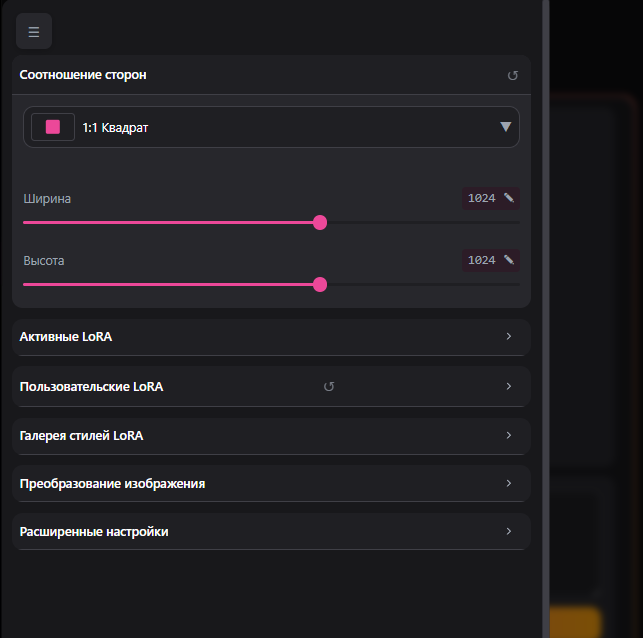 Соотношение сторон
1:1 Квадрат
Ширина
1024
Высота
1024
Активные LoRA
Пользовательские LoRA
Галерея стилей LoRA
Преобразование изображения
Расширенные настройки